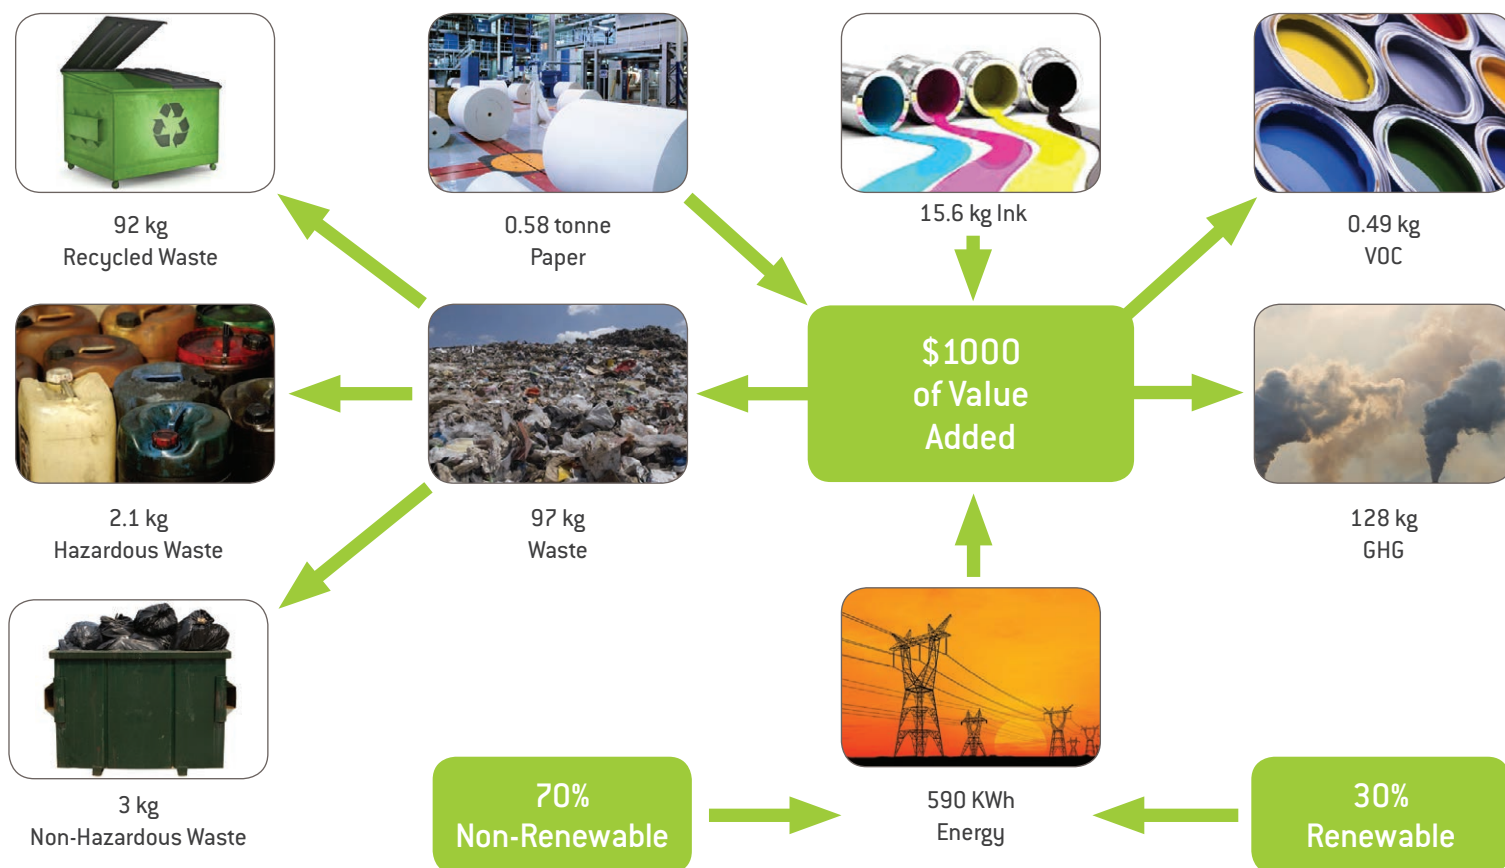 92 kg
Recycled Waste
0.58 tonne
Paper
15.6 kg Ink
0.49 kg
VOC
$1000
of Value
Added
2.1 kg
Hazardous Waste
97 kg
Waste
128 kg
GHG
3 kg
Non-Hazardous Waste
70%
Non-Renewable
590 KWh
Energy
30%
Renewable